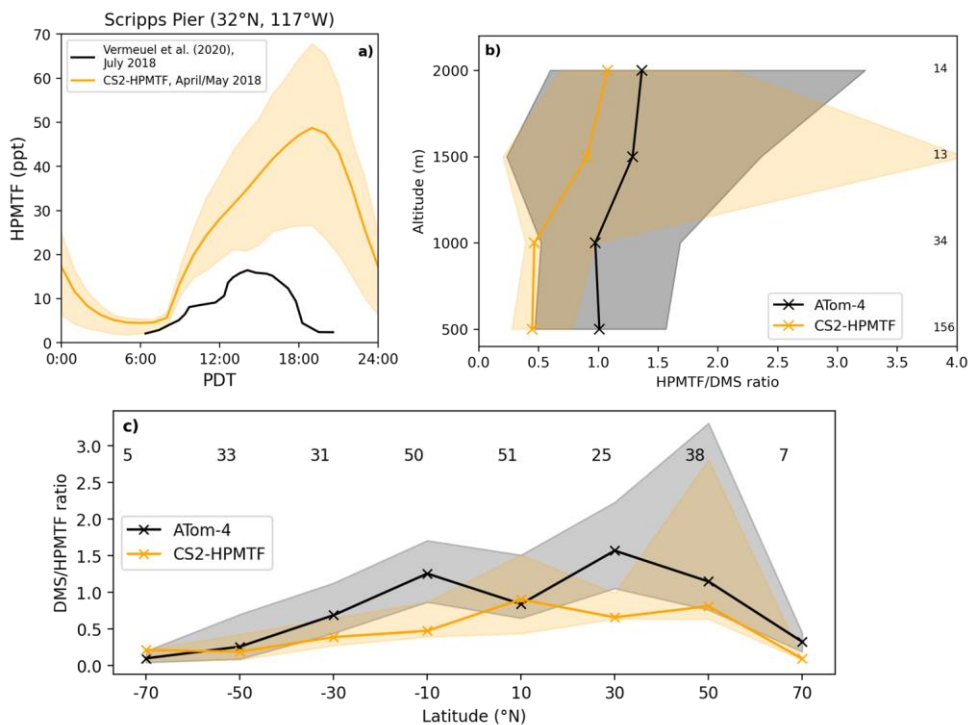 Scripps Pier (32°N, 117°W)
a)
Vermeuel et al. (2020),
July 2018
CS2-HPMTF, April/May 2018
HPMTF (ppt)
70
60
50
40
30
20
10
0
0:00 6:00 12:00 18:00 24:00
PDT
b)
Altitude (m)
2000
1500
1000
500
14
13
34
156
ATom-4
CS2-HPMTF
0.0 0.5 1.0 1.5 2.0 2.5 3.0 3.5 4.0
HPMTF/DMS ratio
c)
5 33 31 50 51 25 38 7
DMS/HPMTF ratio
3.0
2.5
2.0
1.5
1.0
0.5
0.0
ATom-4
CS2-HPMTF
-70 -50 -30 -10 10 30 50 70
Latitude (°N)